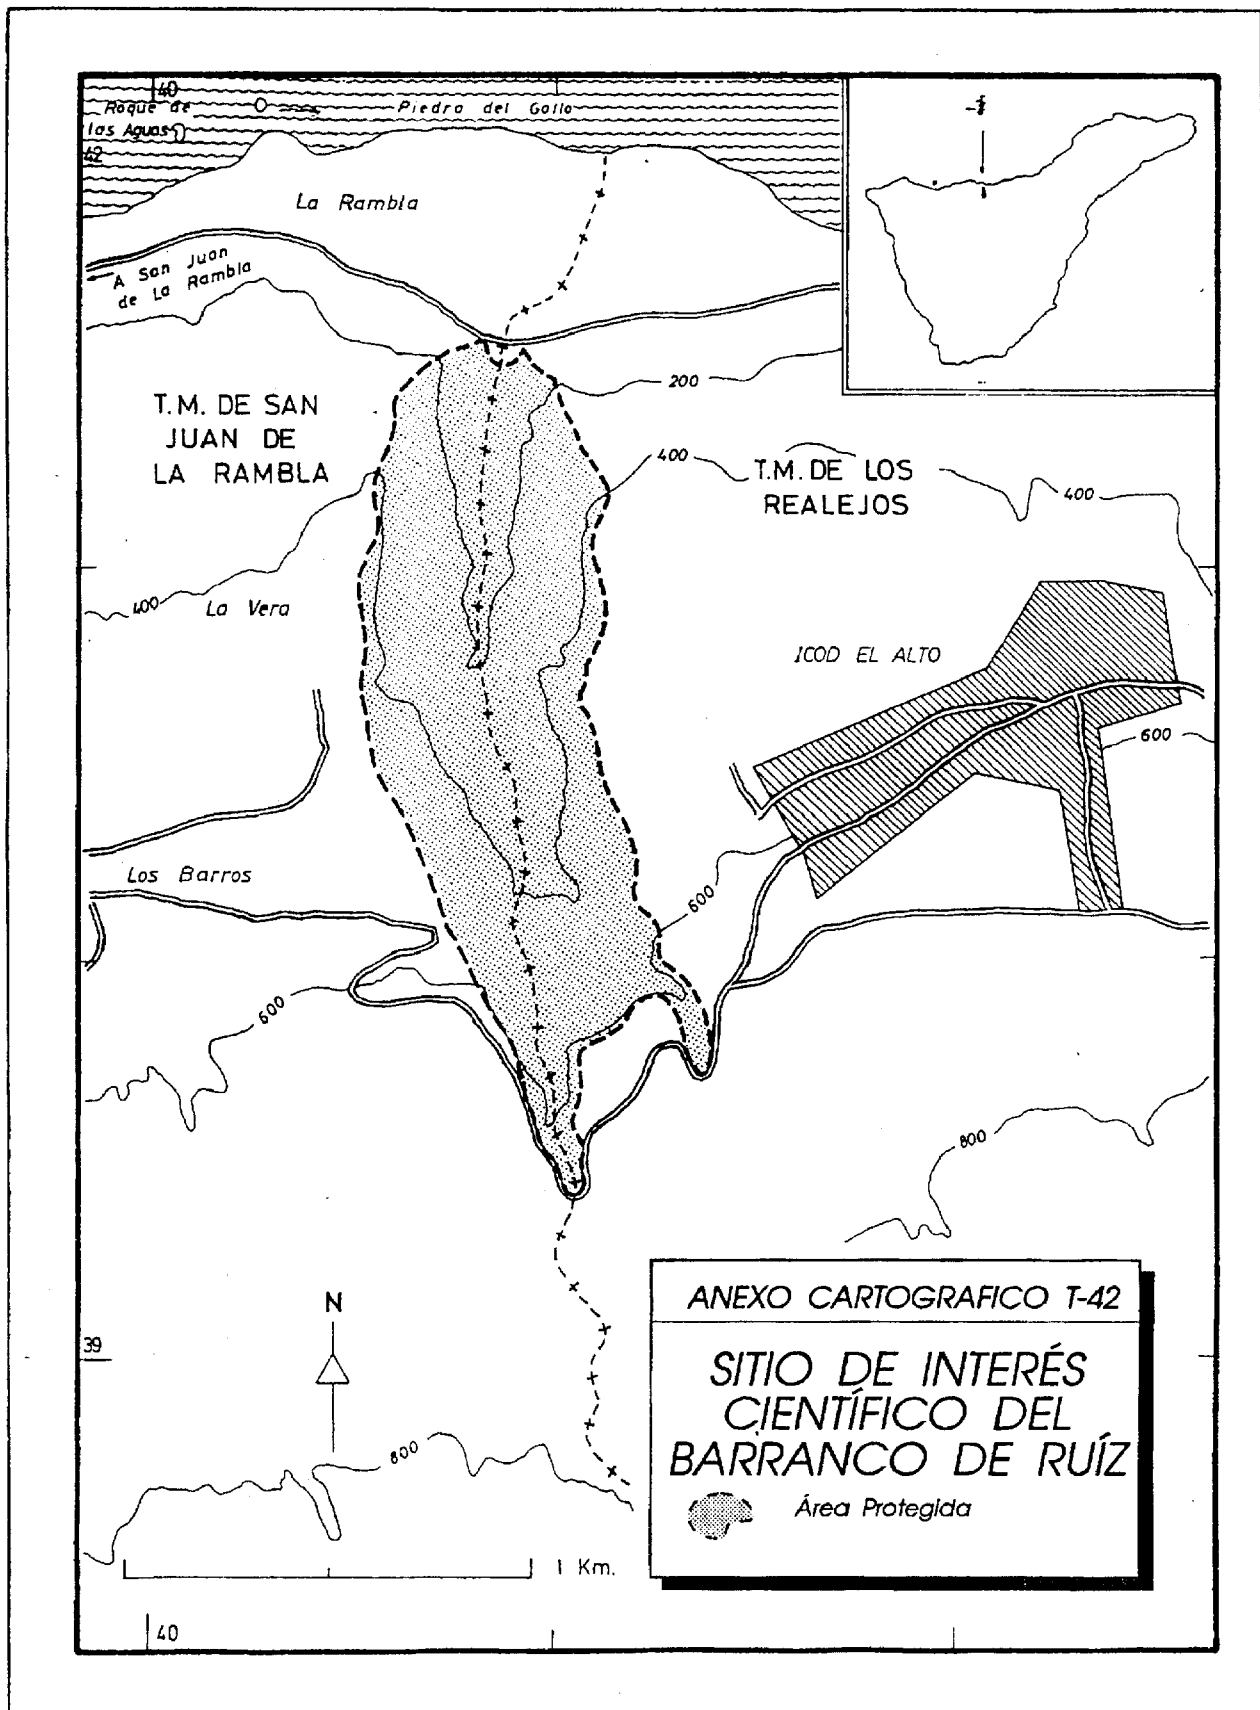 40
Roque de
las Aguas
Piedra del Gallo
42
La Rambla
A San Juan
de La Rambla
200
T.M. DE SAN
JUAN DE
LA RAMBLA
400
T.M. DE LOS
REALEJOS
400
400
La Vera
ICOD EL ALTO
600
Los Barros
600
600
800
N
39
800
1 Km.
40
ANEXO CARTOGRAFICO T-42
SITIO DE INTERÉS
CIENTÍFICO DEL
BARRANCO DE RUÍZ
Área Protegida